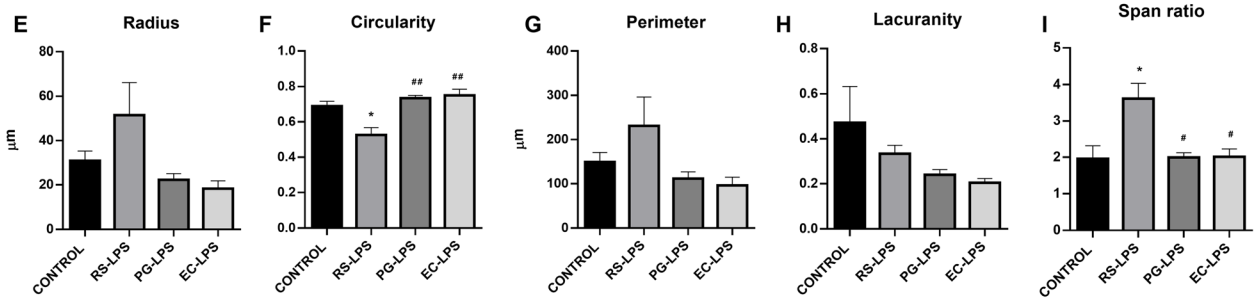 E Radius
μm
80
60
40
20
0
CONTROL
RS-LPS
PG-LPS
EC-LPS
F Circularity
1.0
0.8
0.6
0.4
0.2
0.0
*
##
##
CONTROL
RS-LPS
PG-LPS
EC-LPS
G Perimeter
μm
400
300
200
100
0
CONTROL
RS-LPS
PG-LPS
EC-LPS
H Lacuranity
0.8
0.6
0.4
0.2
0.0
CONTROL
RS-LPS
PG-LPS
EC-LPS
I Span ratio
μm
5
4
3
2
1
0
*
#
#
CONTROL
RS-LPS
PG-LPS
EC-LPS